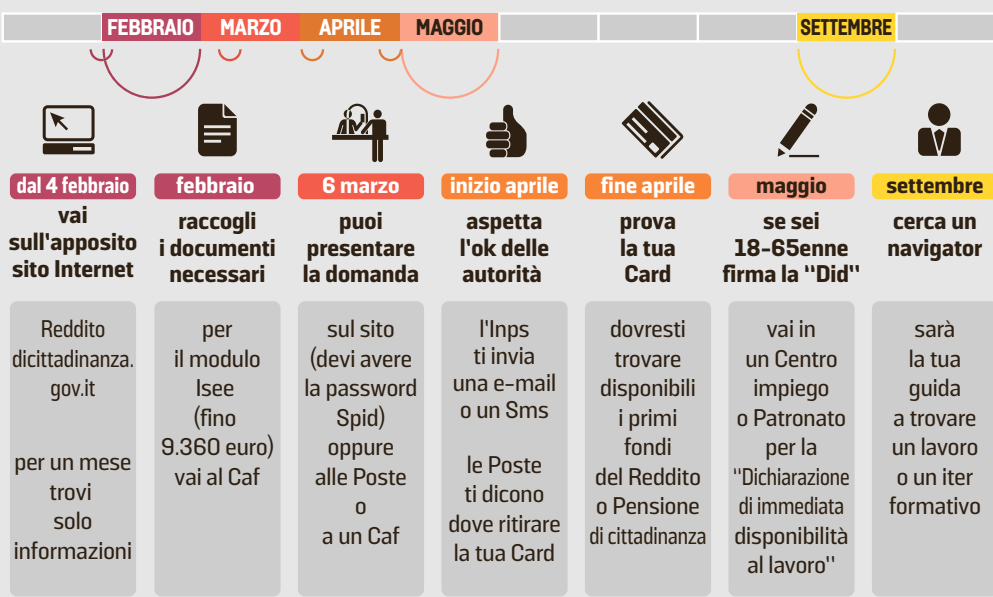 FEBBRAIO MARZO APRILE MAGGIO SETTEMBRE
dal 4 febbraio
vai
sull'apposito
sito Internet
Reddito
dicittadinanza.
gov.it
per un mese
trovi
solo
informazioni
febbraio
raccogli
i documenti
necessari
per
il modulo
Isee
(fino
9.360 euro)
vai al Caf
6 marzo
puoi
presentare
la domanda
sul sito
(devi avere
la password
Spid)
oppure
alle Poste
o
a un Caf
inizio aprile
aspetta
l'ok delle
autorità
l'Inps
ti invia
una e-mail
o un Sms
le Poste
ti dicono
dove ritirare
la tua Card
fine aprile
prova
la tua
Card
dovresti
trovare
disponibili
i primi
fondi
del Reddito
o Pensione
di cittadinanza
maggio
se sei
18-65enne
firma la "Did"
vai in
un Centro
impiego
o Patronato
per la
"Dichiarazione
di immediata
disponibilità
al lavoro"
settembre
cerca un
navigator
sarà
la tua
guida
a trovare
un lavoro
o un iter
formativo